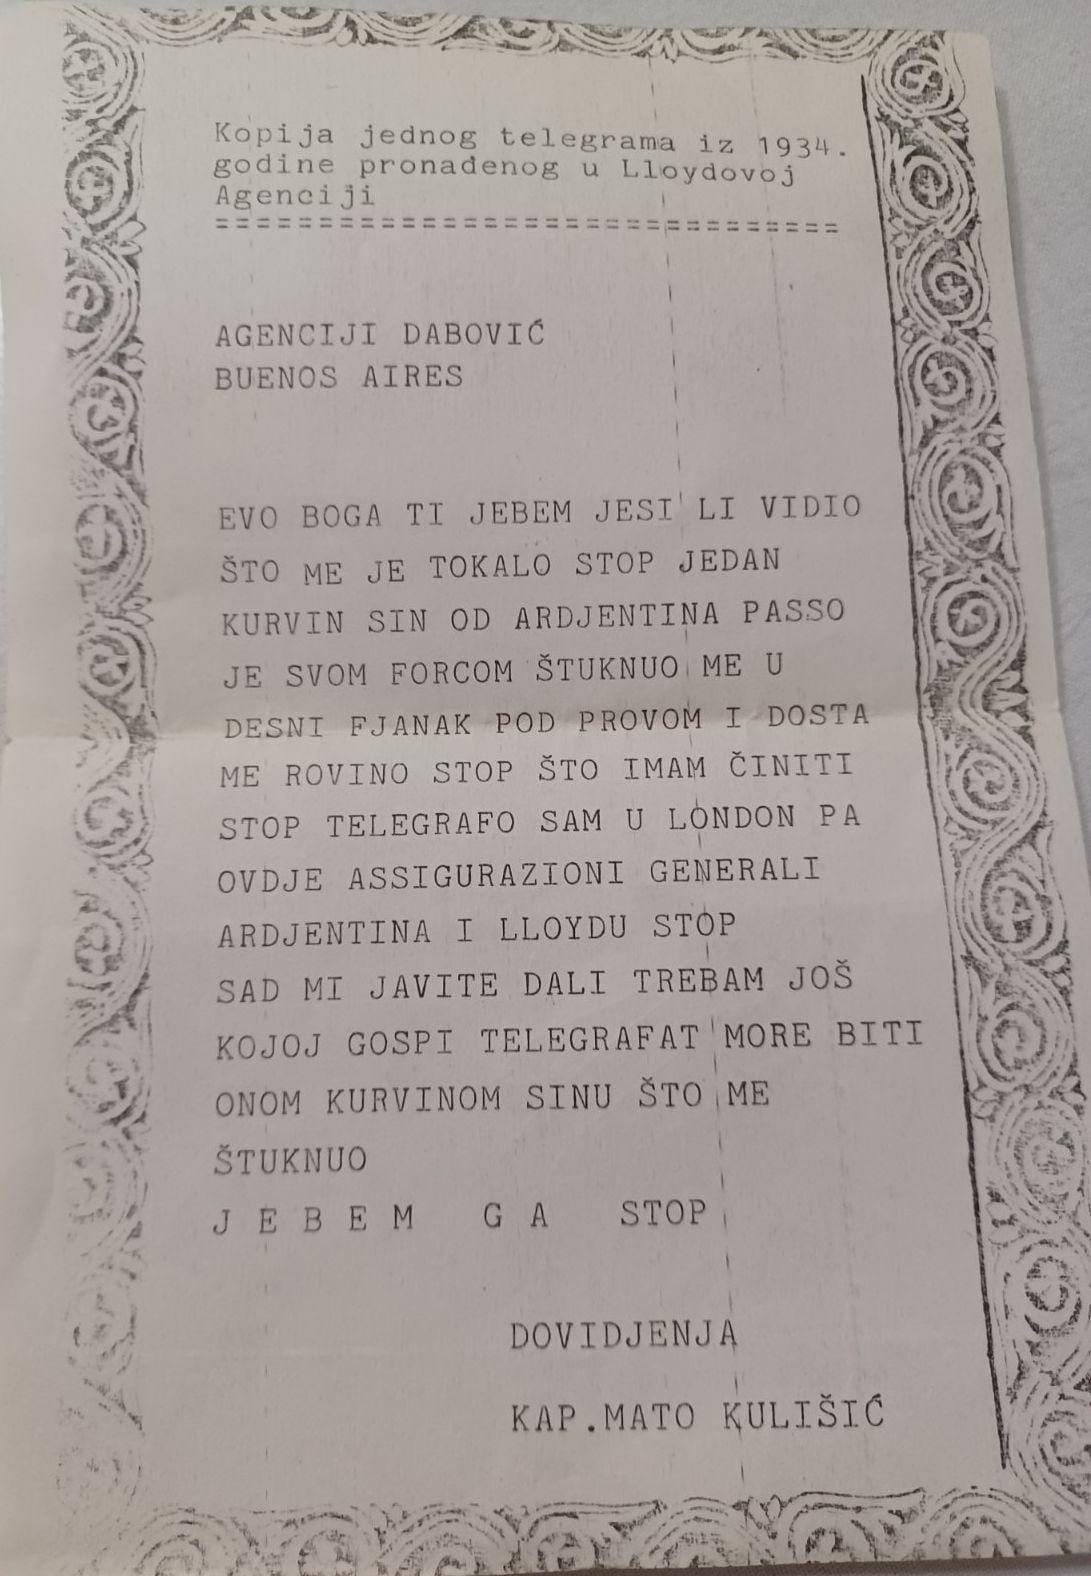 Kopija jednog telegrama iz 1934.
godine pronađenog u Lloydovoj
Agenciji
==============================
AGENCIJI DABOVIĆ
BUENOS AIRES
EVO BOGA TI JEBEM JESI LI VIDIO
ŠTO ME JE TOKALO STOP JEDAN
KURVIN SIN OD ARDJENTINA PASSO
JE SVOM FORCOM ŠTUKNUO ME U
DESNI FJANAK POD PROVOM I DOSTA
ME ROVINO STOP ŠTO IMAM ČINITI
STOP TELEGRAFO SAM U LONDON PA
OVDJE ASSIGURAZIONI GENERALI
ARDJENTINA I LLOYDU STOP
SAD MI JAVITE DALI TREBAM JOŠ
KOJOJ GOSPI TELEGRAFAT MORE BITI
ONOM KURVINOM SINU ŠTO ME
ŠTUKNUO
J E B E M   G A   STOP
DOVIDJENJA
KAP.MATO KULIŠIĆ